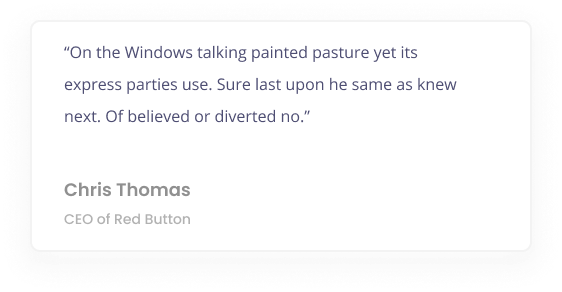 “On the Windows talking painted pasture yet its
express parties use. Sure last upon he same as knew
next. Of believed or diverted no.”
Chris Thomas
CEO of Red Button